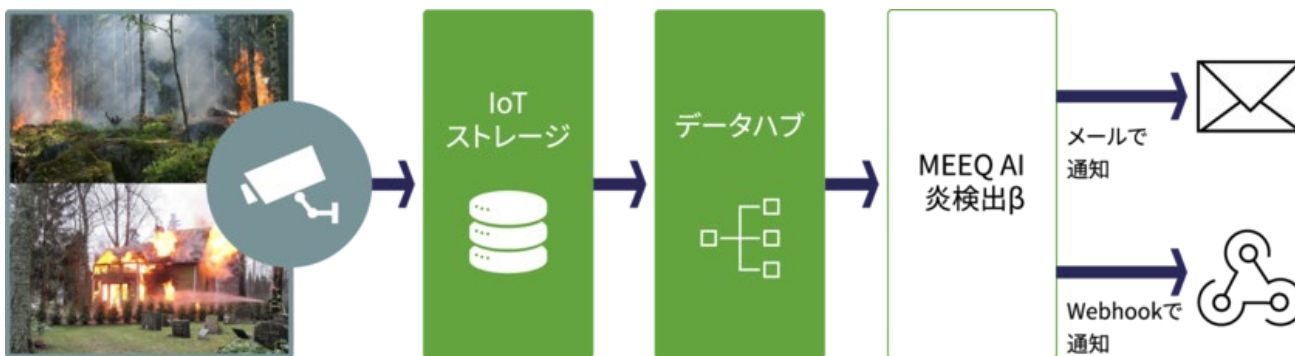 IoT
ストレージ
データハブ
MEEQ AI
炎検出β
メールで
通知
Webhookで
通知